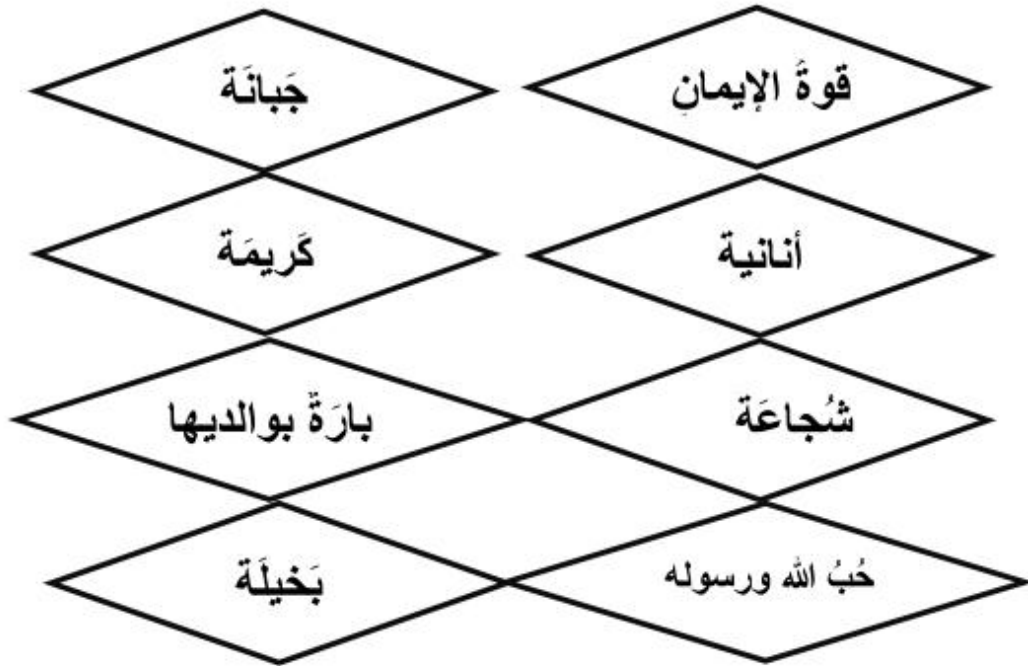 قوةُ الإيمانِ
جَبانَة
أنانية
كَريمَة
شُجاعَة
بارَةٌ بوالديها
حُبُ الله ورسوله
بَخيلَة